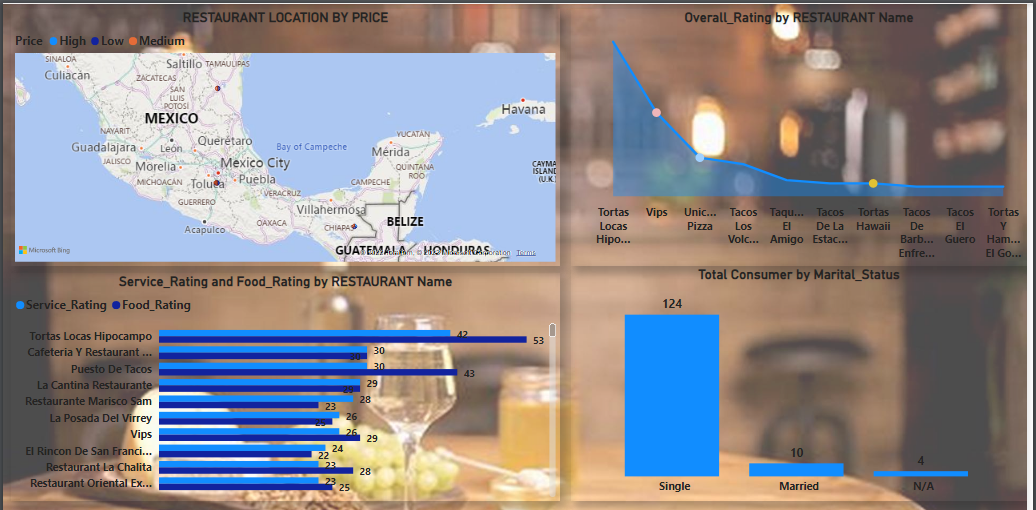 RESTAURANT LOCATION BY PRICE
Price High Low Medium
SINALOA
Culiacán
Saltillo
TAMAULIPAS
ZACATECAS
SAN
LUIS
POTOSI
MEXICO
NAYARIT
Guadalajara
León
Querétaro
JALISCO
Morelia
Mexico City
MICHOACÁN
Toluca
Puebla
GUERRERO
VERACRUZ
Acapulco
OAXACA
Villahermosa
CHIAPAS
Bay of Campeche
YUCATAN
Mérida
QUINTANA
ROO
CAMPECHE
BELIZE
GUATEMALA
HONDURAS
Havana
CAYMA
ISLAND
(U.K.)
Microsoft Bing
Corporation Terms
Overall_Rating by RESTAURANT Name
Tortas
Locas
Hipo...
Vips
Unic...
Pizza
Tacos
Los
Volc...
Taqu...
El
Amigo
Tacos
De La
Estac...
Tortas
Hawaii
Tacos
De
Barb...
Enfre...
Tacos
El
Guero
Tortas
Y
Ham...
El Go...
Service_Rating and Food_Rating by RESTAURANT Name
Service_Rating Food_Rating
Tortas Locas Hipocampo 42
53
Cafeteria Y Restaurant ... 30
30
Puesto De Tacos 30
43
La Cantina Restaurante 29
Restaurante Marisco Sam 28
23
La Posada Del Virrey 26
Vips 26
29
El Rincon De San Franci... 24
22
Restaurant La Chalita 23
28
Restaurant Oriental Ex... 23
25
Total Consumer by Marital_Status
124
10
4
Single Married N/A